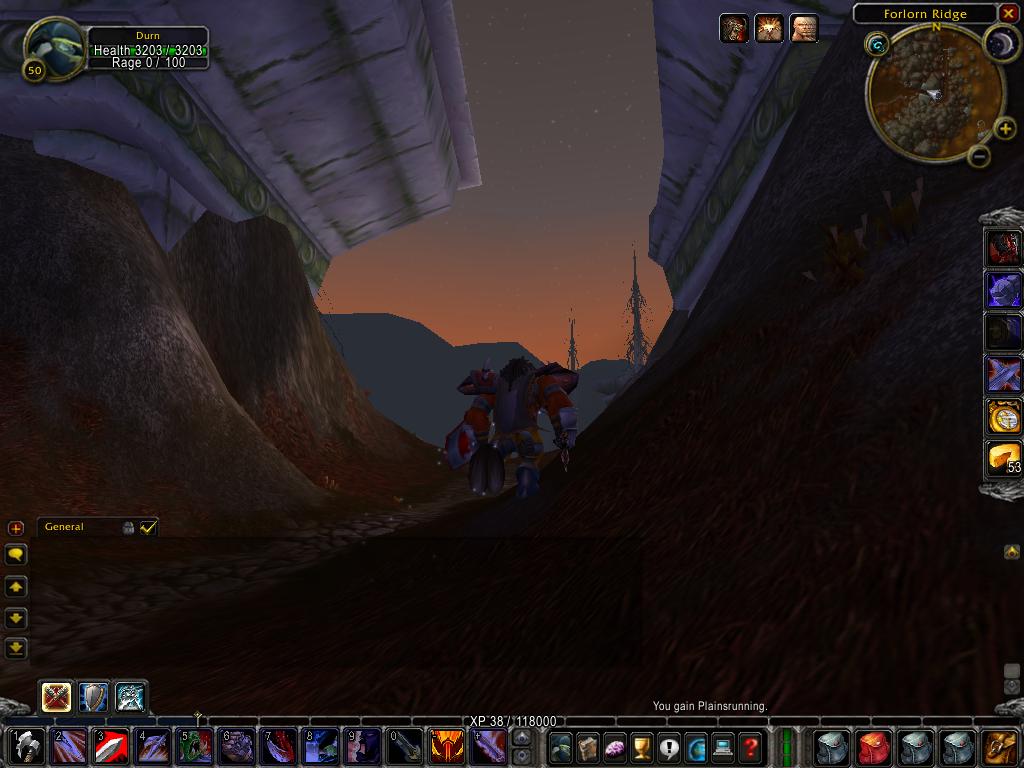 Durn
Health 3203 / 3203
Rage 0 / 100
50
Forlorn Ridge
N
53
General
You gain Plainsrunning.
XP 38 / 118000
1 2 3 4 5 6 7 8 9 0 -